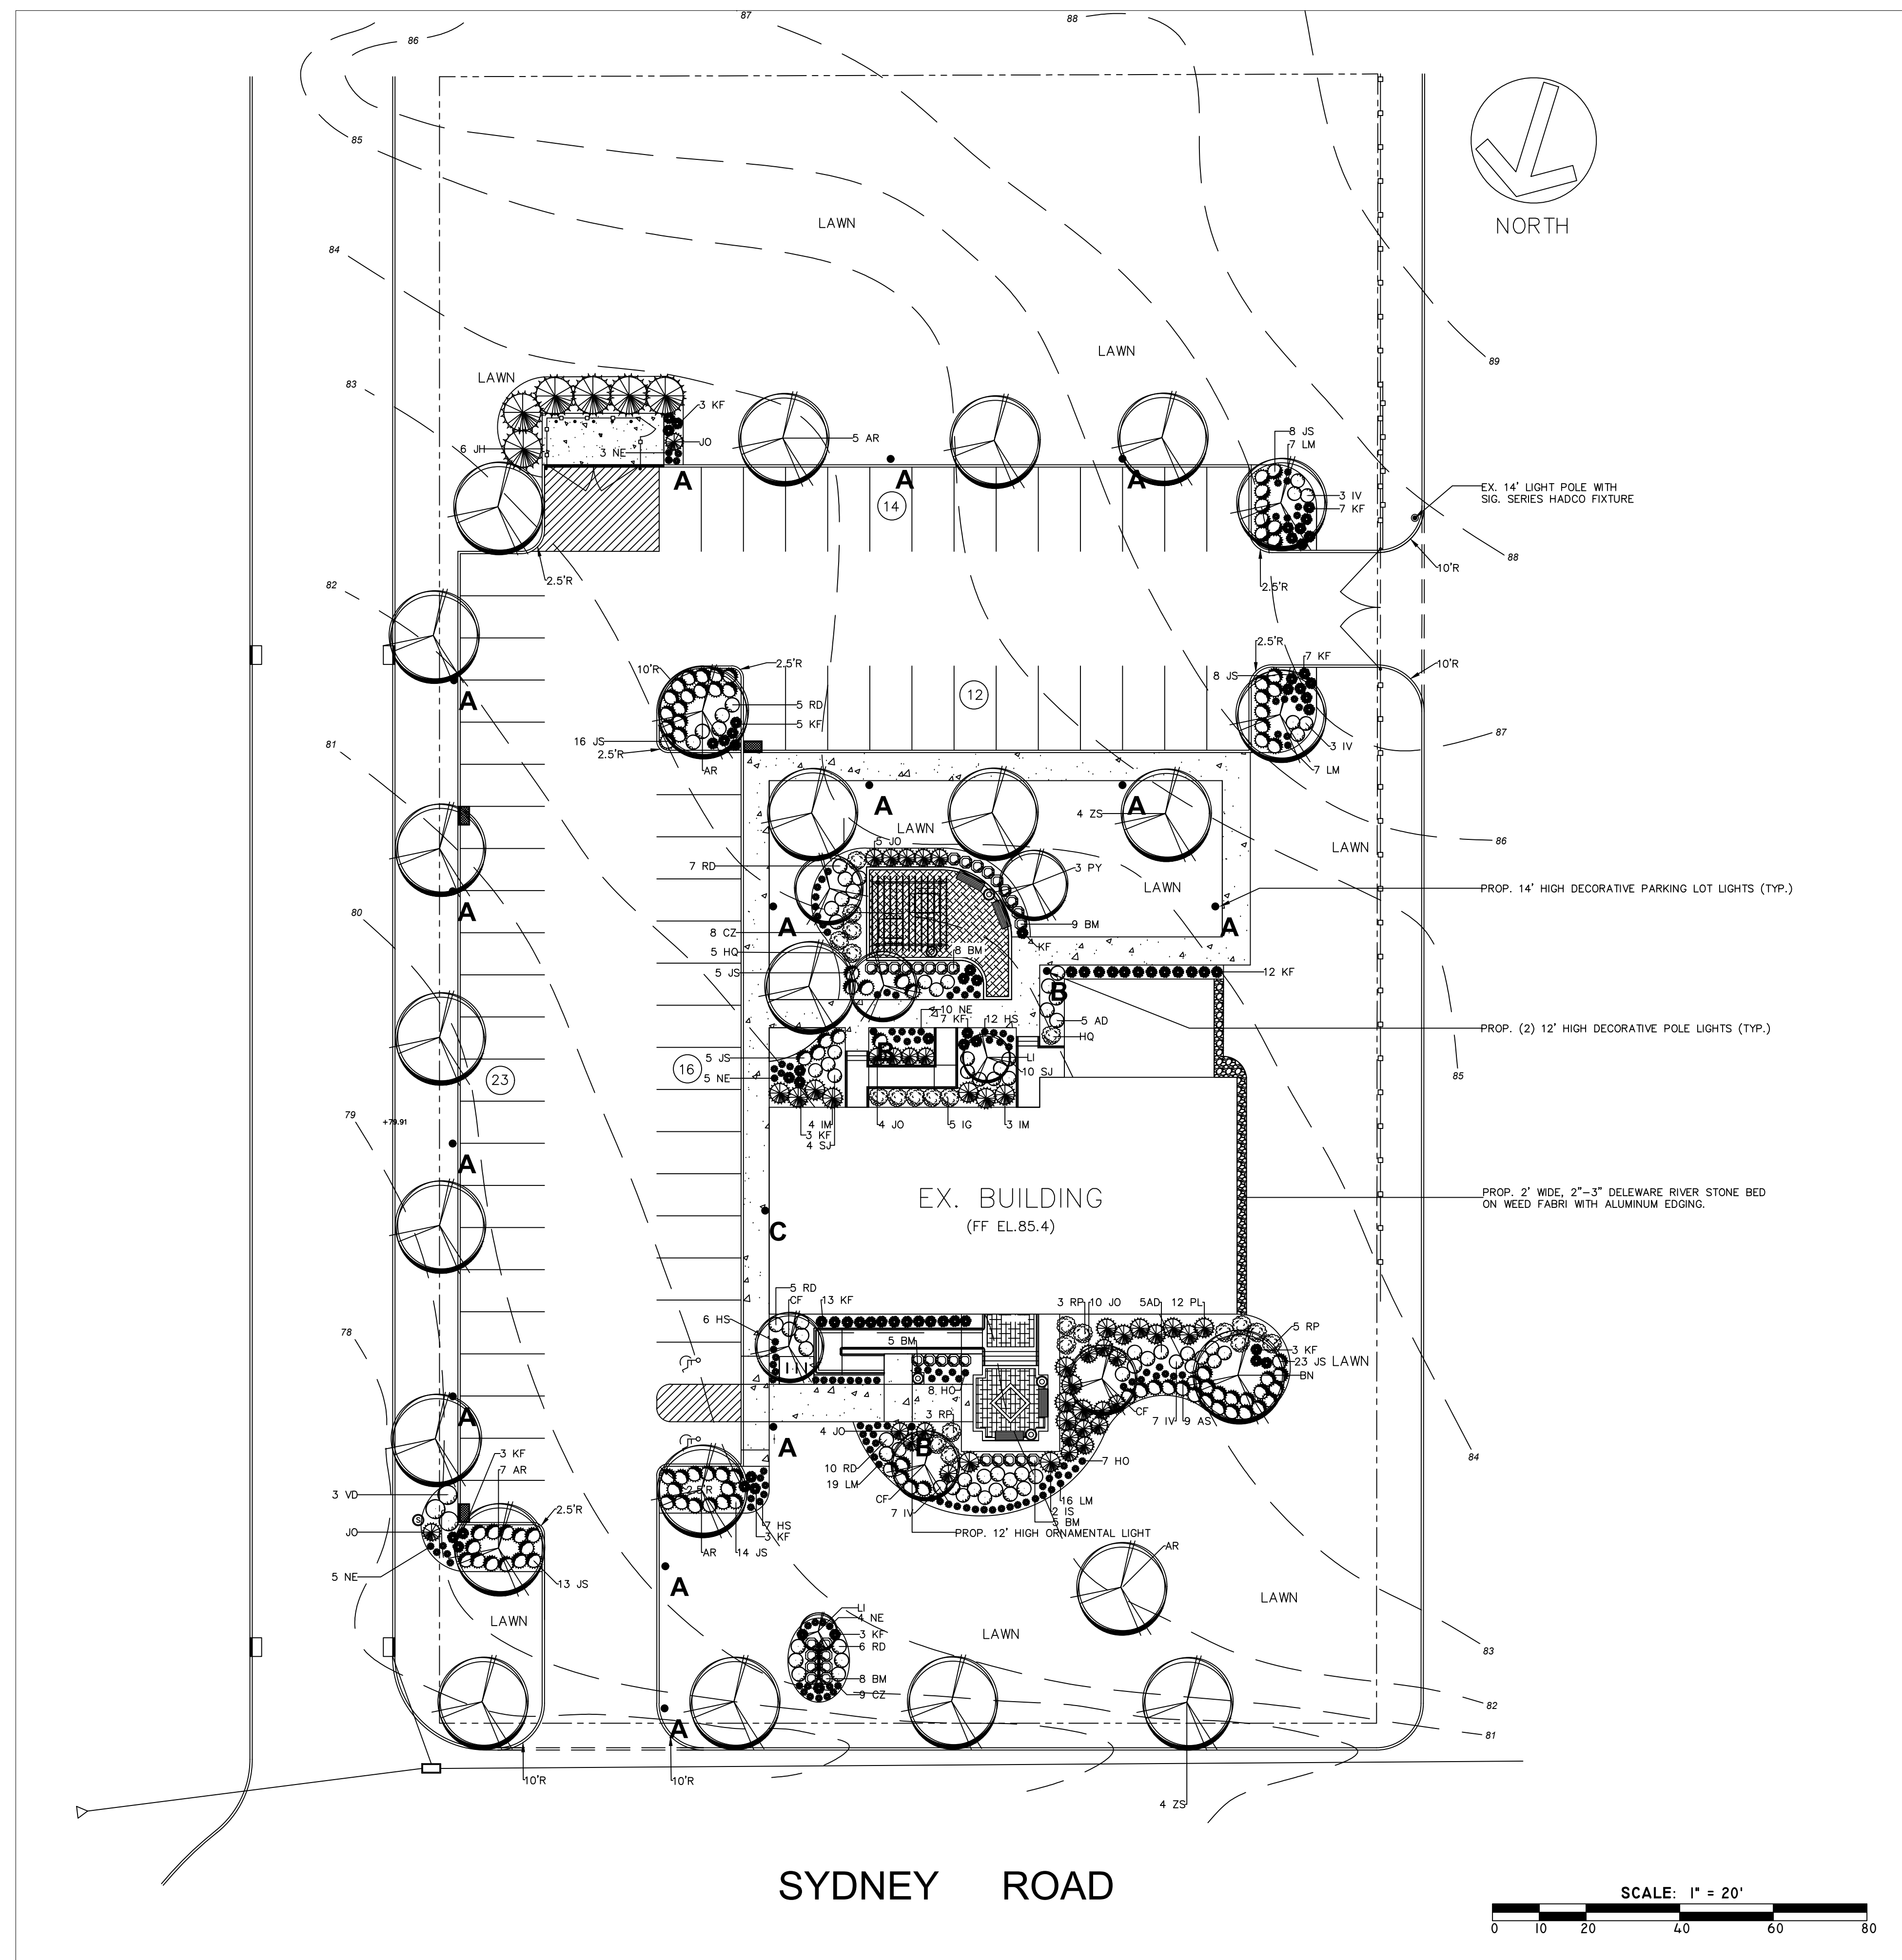 87
88
86
85
NORTH
LAWN
84
LAWN
89
83
LAWN
3 KF
8 JS
7 LM
5 AR
JO
6 JH
3 NE
A
A
A
EX. 14' LIGHT POLE WITH
SIG. SERIES HADCO FIXTURE
3 IV
7 KF
14
88
10'R
2.5'R
2.5'R
82
2.5'R
7 KF
2.5'R
10'R
10'R
8 JS
12
A
5 RD
5 KF
16 JS
2.5'R
87
81
3 IV
7 LM
AR
A
A
4 ZS
LAWN
86
5 JO
LAWN
7 RD
3 PY
LAWN
PROP. 14' HIGH DECORATIVE PARKING LOT LIGHTS (TYP.)
80
A
A
9 BM
A
8 CZ
KF
5 HQ
8 BM
5 JS
12 KF
B
10 NE
7 KF
12 HS
5 AD
HQ
PROP. (2) 12' HIGH DECORATIVE POLE LIGHTS (TYP.)
B
5 JS
LI
16
10 SJ
5 NE
23
85
79
+79.91
4 IM
4 JO
5 IG
3 IM
3 KF
4 SJ
A
EX. BUILDING
(FF EL.85.4)
PROP. 2' WIDE, 2"-3" DELEWARE RIVER STONE BED
ON WEED FABRI WITH ALUMINUM EDGING.
C
5 RD
CF
13 KF
3 RP
10 JO
5AD
12 PL
6 HS
78
5 RP
5 BM
3 KF
23 JS
LAWN
BN
8 HO
A
3 RP
CF
7 IV
9 AS
4 JO
A
B
84
3 KF
7 HO
7 AR
10 RD
19 LM
3 VD
2.5'R
CF
16 LM
2.5'R
7 IV
2 IS
5 BM
7 HS
JO
3 KF
PROP. 12' HIGH ORNAMENTAL LIGHT
AR
14 JS
AR
5 NE
13 JS
A
LAWN
LI
4 NE
LAWN
3 KF
LAWN
6 RD
83
8 BM
9 CZ
82
A
81
10'R
10'R
4 ZS
SYDNEY ROAD
SCALE: 1" = 20'
0 10 20 40 60 80